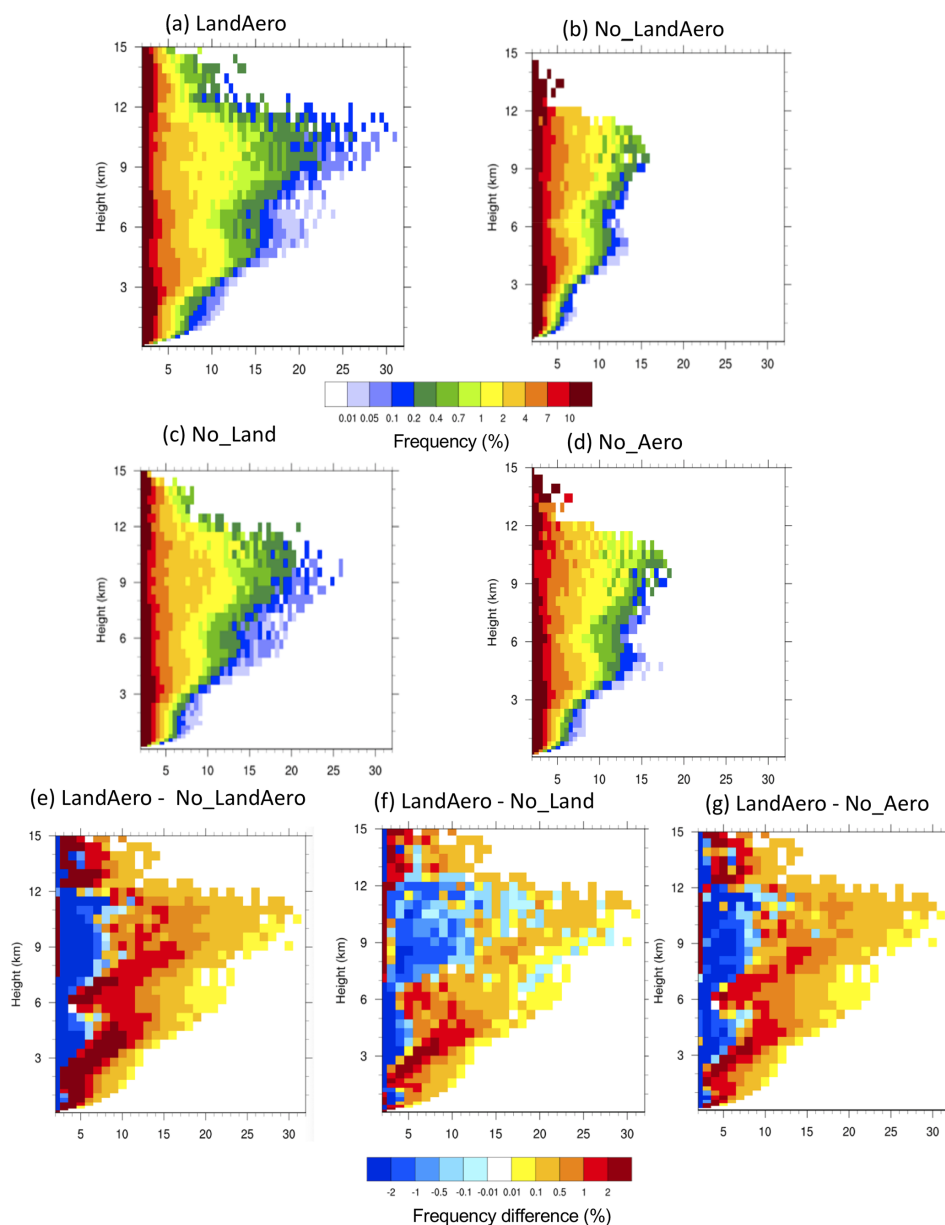 (a) LandAero
(b) No_LandAero
15
12
9
6
3
Height (km)
5 10 15 20 25 30
15
12
9
6
3
Height (km)
5 10 15 20 25 30
0.01 0.05 0.1 0.2 0.4 0.7 1 2 4 7 10
Frequency (%)
(c) No_Land
(d) No_Aero
15
12
9
6
3
Height (km)
5 10 15 20 25 30
15
12
9
6
3
Height (km)
5 10 15 20 25 30
(e) LandAero - No_LandAero
(f) LandAero - No_Land
(g) LandAero - No_Aero
15
12
9
6
3
Height (km)
5 10 15 20 25 30
15
12
9
6
3
Height (km)
5 10 15 20 25 30
15
12
9
6
3
Height (km)
5 10 15 20 25 30
-2 -1 -0.5 -0.1 -0.01 0.01 0.1 0.5 1 2
Frequency difference (%)